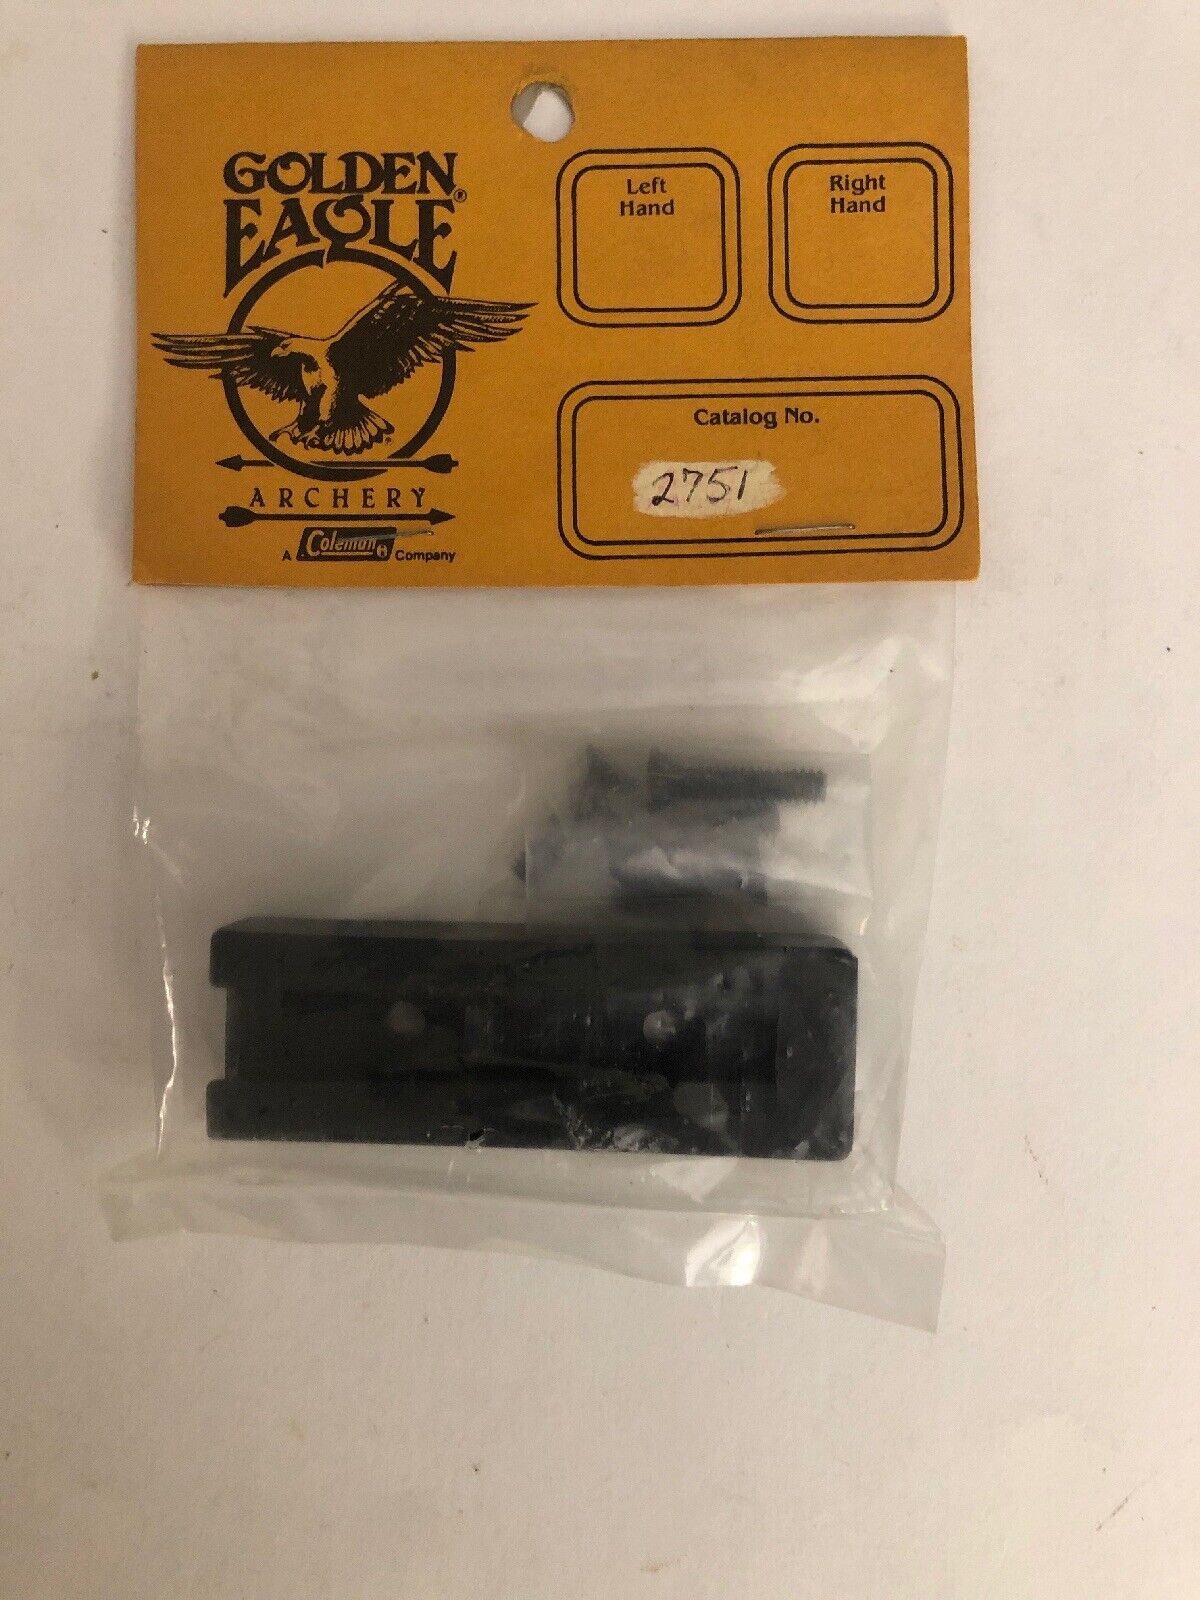 GOLDEN
EAGLE®
ARCHERY
A Coleman® Company
Left
Hand
Right
Hand
Catalog No.
2751